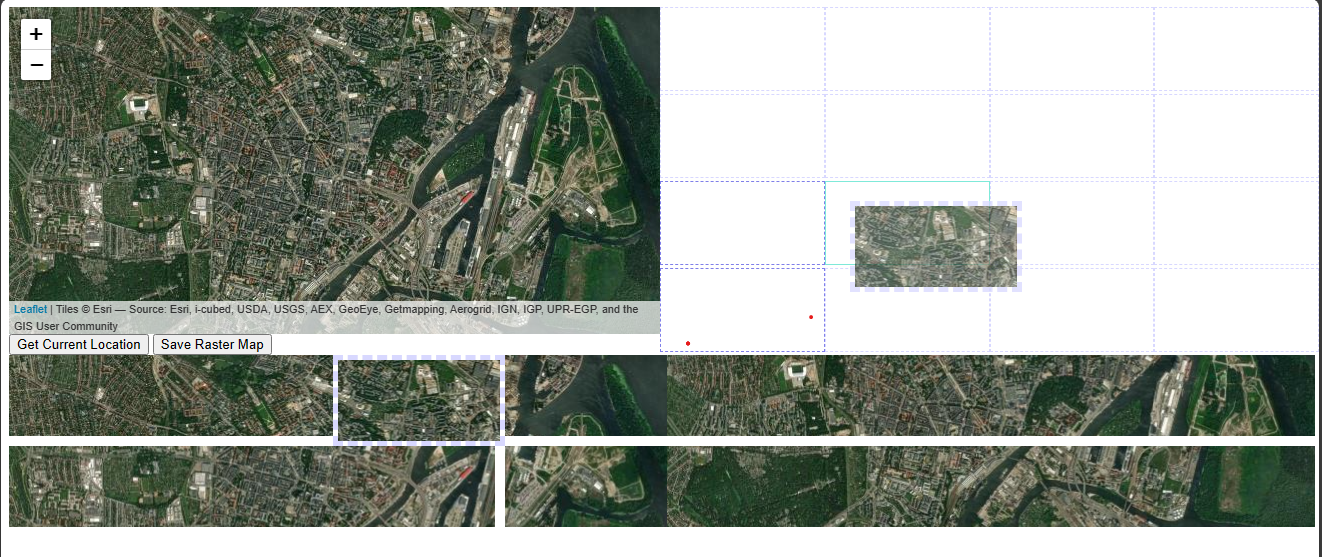 +
−
Leaflet | Tiles © Esri — Source: Esri, i-cubed, USDA, USGS, AEX, GeoEye, Getmapping, Aerogrid, IGN, IGP, UPR-EGP, and the
GIS User Community
Get Current Location Save Raster Map